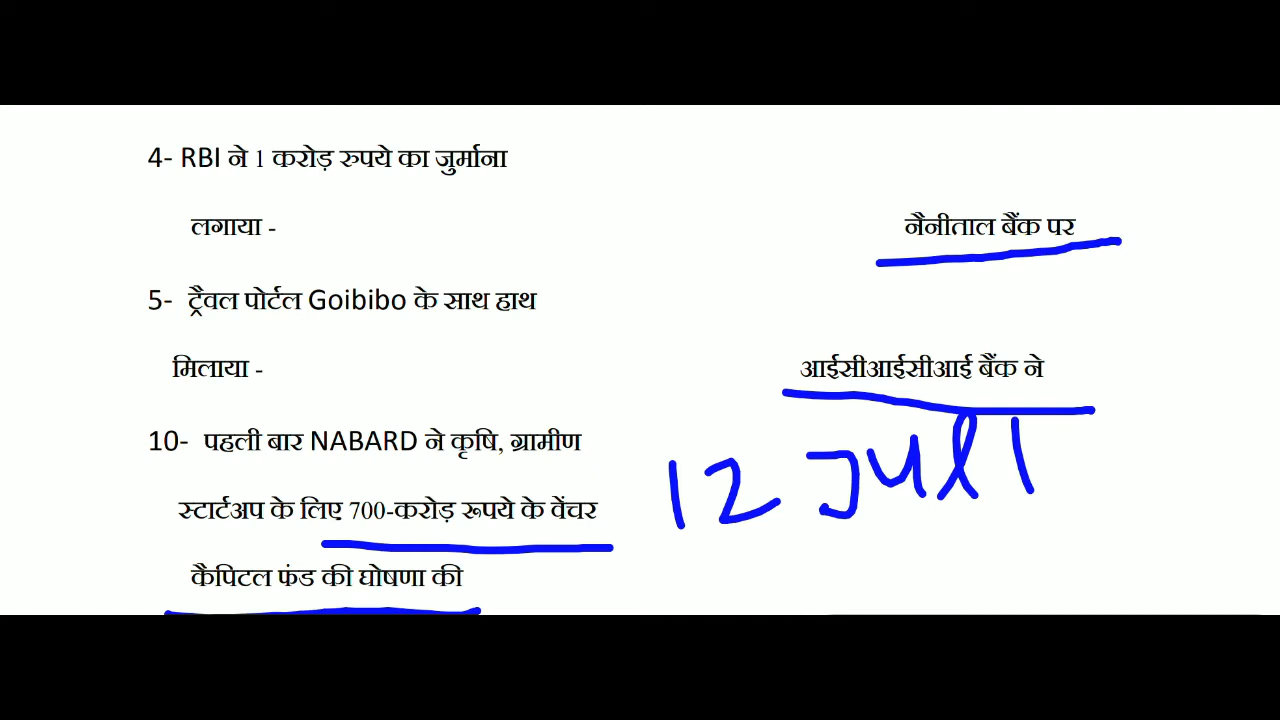 4- RBI ने 1 करोड़ रुपये का जुर्माना
लगाया - नैनीताल बैंक पर
5- ट्रैवल पोर्टल Goibibo के साथ हाथ
मिलाया - आईसीआईसीआई बैंक ने
10- पहली बार NABARD ने कृषि, ग्रामीण
स्टार्टअप के लिए 700-करोड़ रूपये के वेंचर
12
कैपिटल फंड की घोषणा की